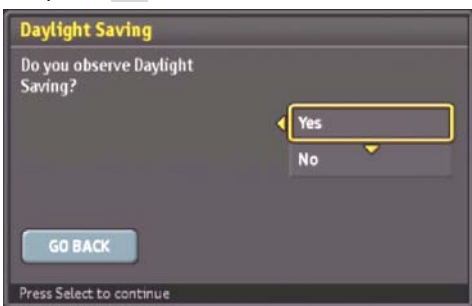 Daylight Saving
Do you observe Daylight
Saving?
Yes
No
GO BACK
Press Select to continue